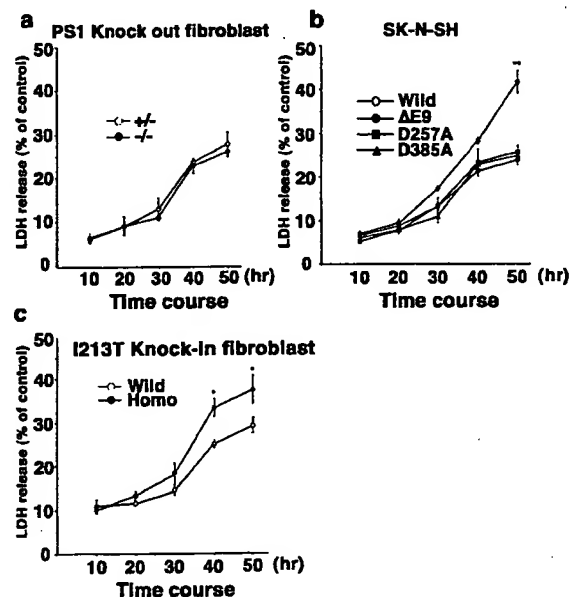 a
PS1 Knock out fibroblast
LDH release (% of control)
50
40
30
20
10
0
+/-
-/-
10 20 30 40 50 (hr)
Time course
b
SK-N-SH
LDH release (% of control)
50
40
30
20
10
0
Wild
ΔE9
D257A
D385A
10 20 30 40 50 (hr)
Time course
c
I213T Knock-in fibroblast
LDH release (% of control)
50
40
30
20
10
0
Wild
Homo
* *
10 20 30 40 50 (hr)
Time course